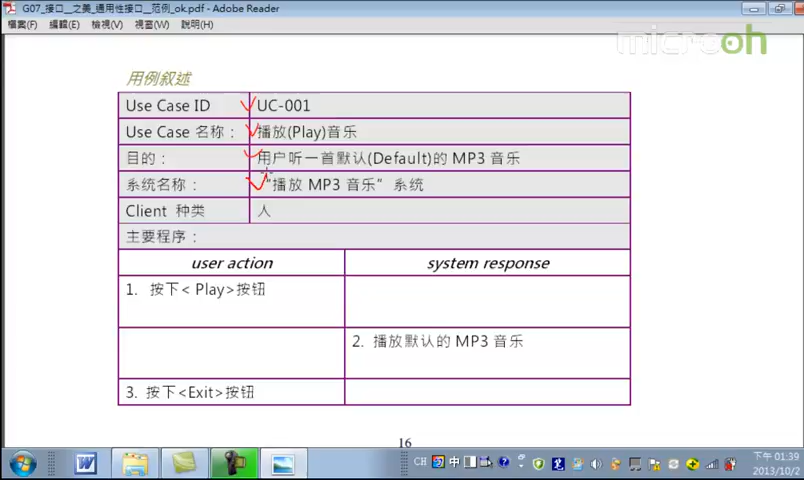 G07_接口__之美_通用性接口__范例_ok.pdf - Adobe Reader
檔案(F) 編輯(E) 檢視(V) 視窗(W) 說明(H)
microoh
用例叙述
Use Case ID UC-001
Use Case 名称： 播放(Play)音乐
目的： 用户听一首默认(Default)的 MP3 音乐
系统名称： “播放 MP3 音乐” 系统
Client 种类 人
主要程序：
user action system response
1. 按下< Play>按钮
2. 播放默认的 MP3 音乐
3. 按下<Exit>按钮
16
CH 中 下午 01:39
2013/10/2